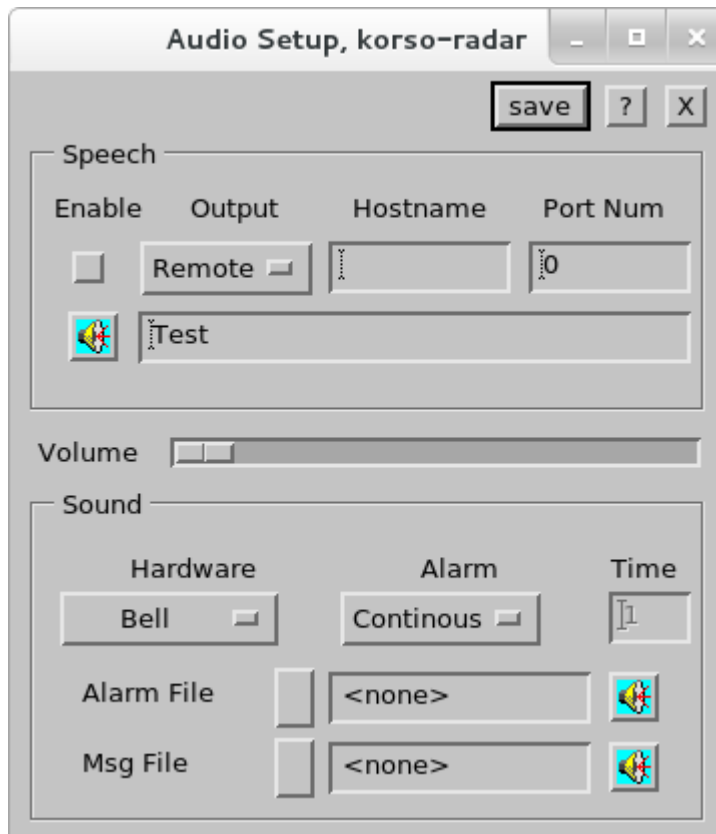 Audio Setup, korso-radar
save ? X
Speech
Enable Output Hostname Port Num
Remote 0
Test
Volume
Sound
Hardware Alarm Time
Bell Continous 1
Alarm File <none>
Msg File <none>